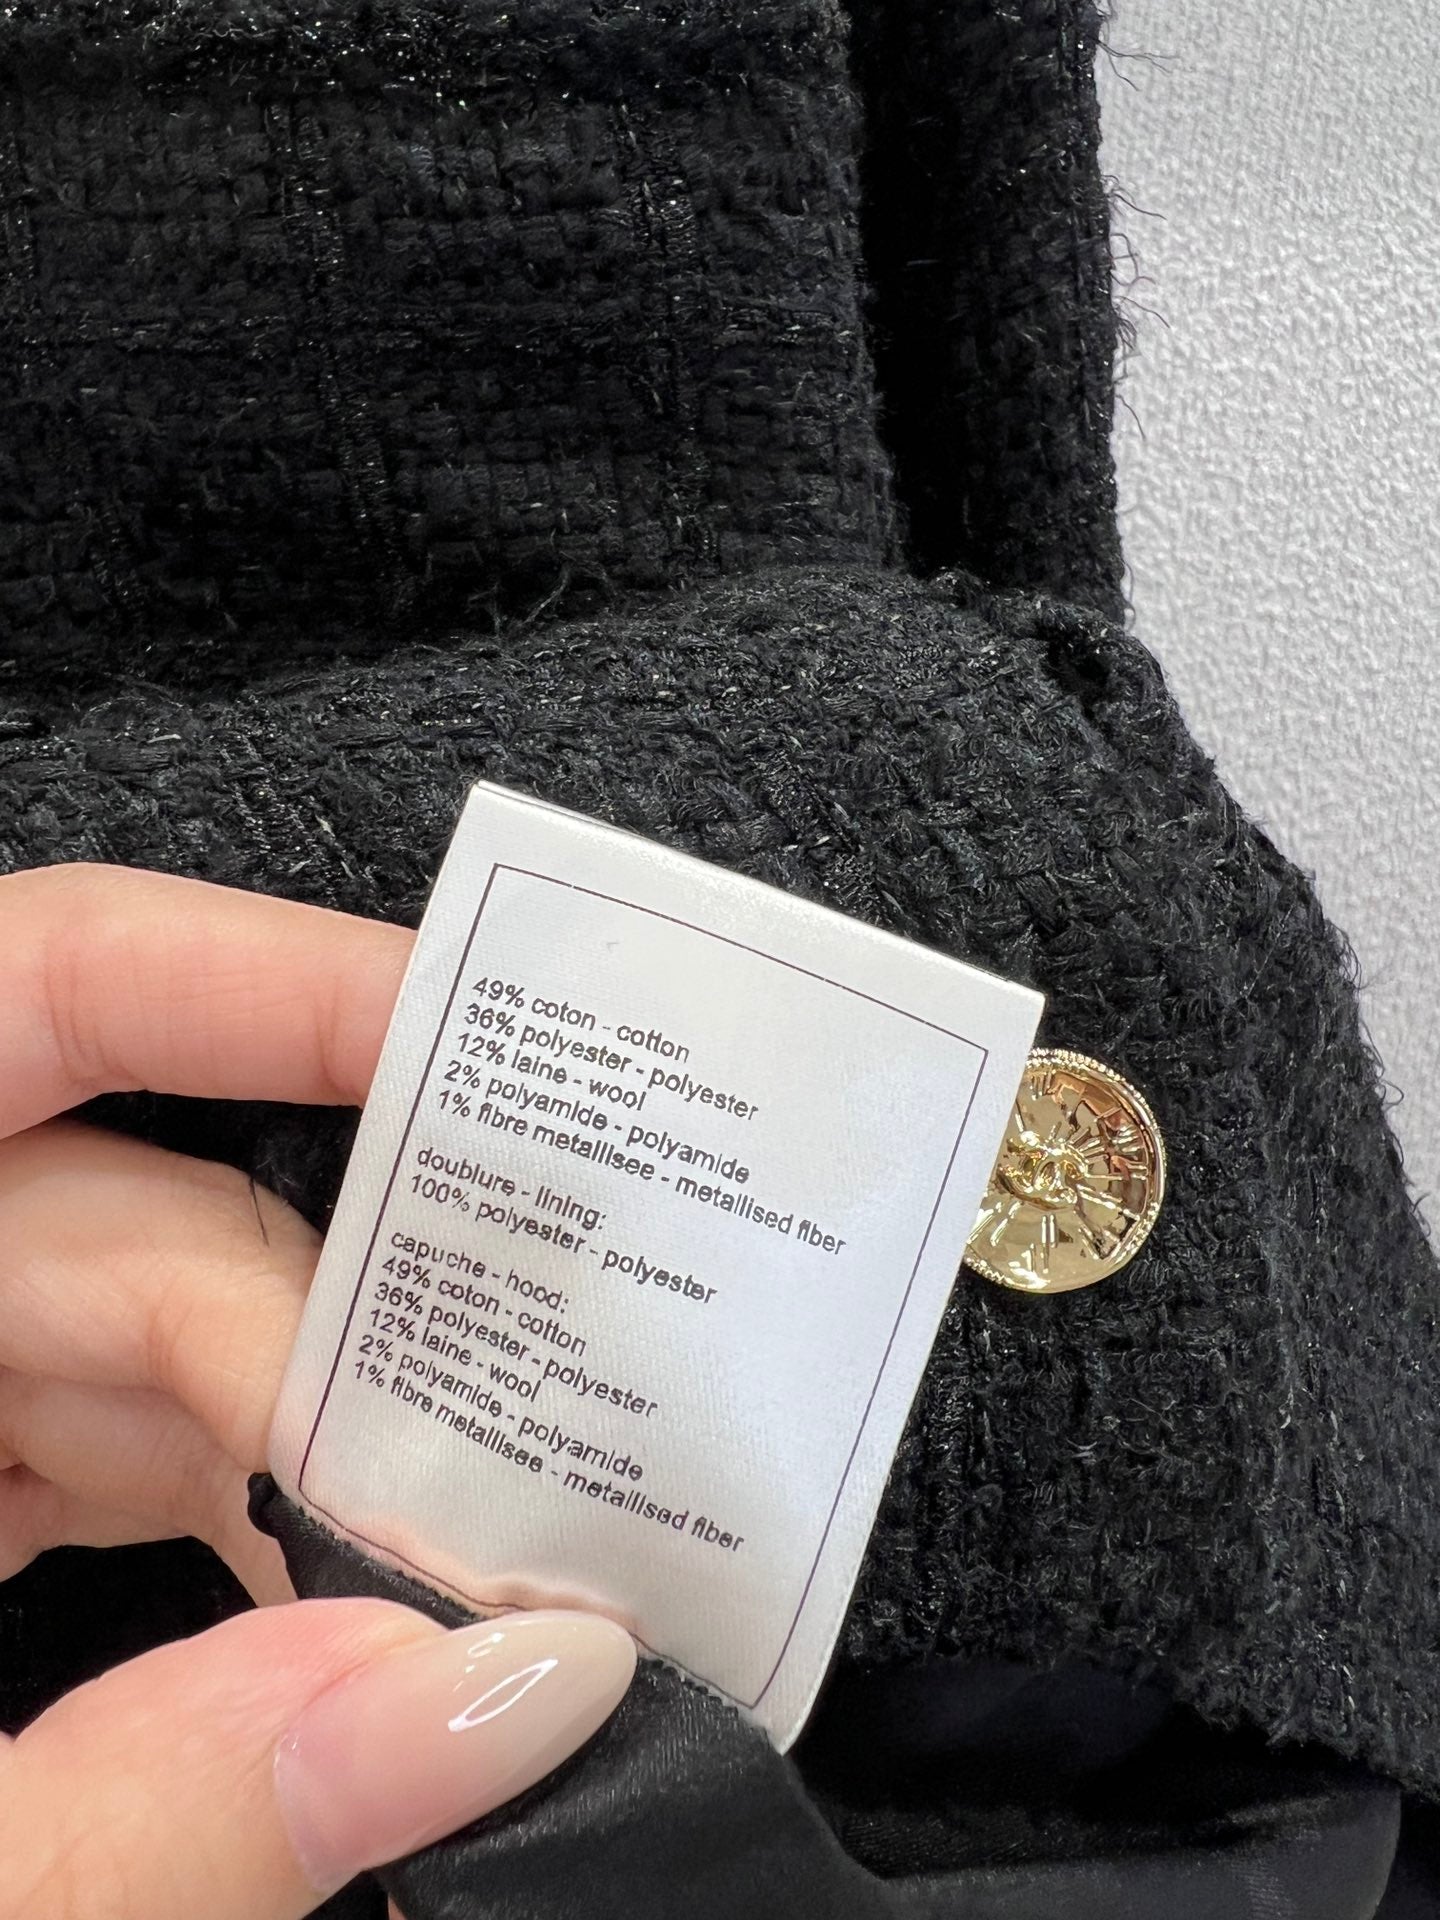 49% coton - cotton
36% polyester - polyester
12% laine - wool
2% polyamide - polyamide
1% fibre metallisee - metallised fiber
doublure - lining:
100% polyester - polyester
capuche - hood:
49% coton - cotton
36% polyester - polyester
12% laine - wool
2% polyamide - polyamide
1% fibre metallisee - metallised fiber